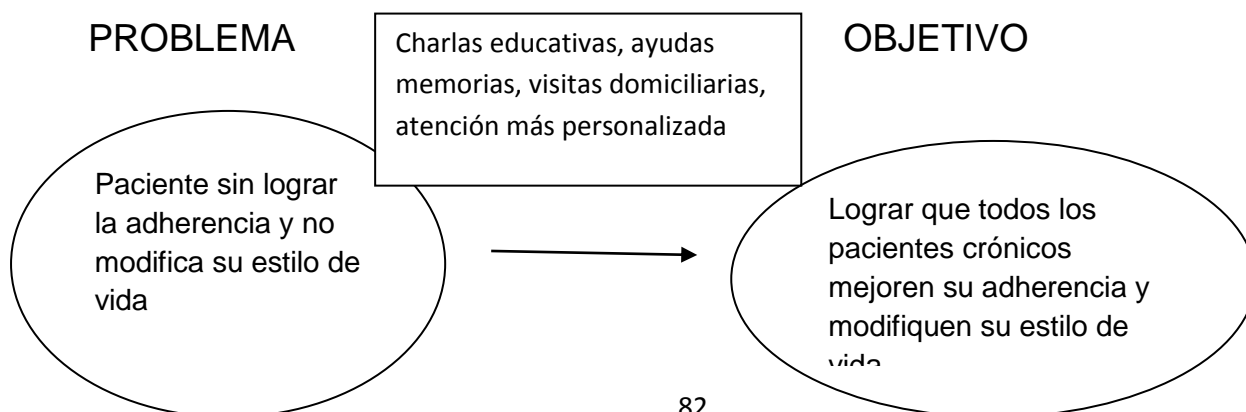 PROBLEMA
Charlas educativas, ayudas
memorias, visitas domiciliarias,
atención más personalizada
OBJETIVO
Paciente sin lograr
la adherencia y no
modifica su estilo de
vida
Lograr que todos los
pacientes crónicos
mejoren su adherencia y
modifiquen su estilo de
vida
82